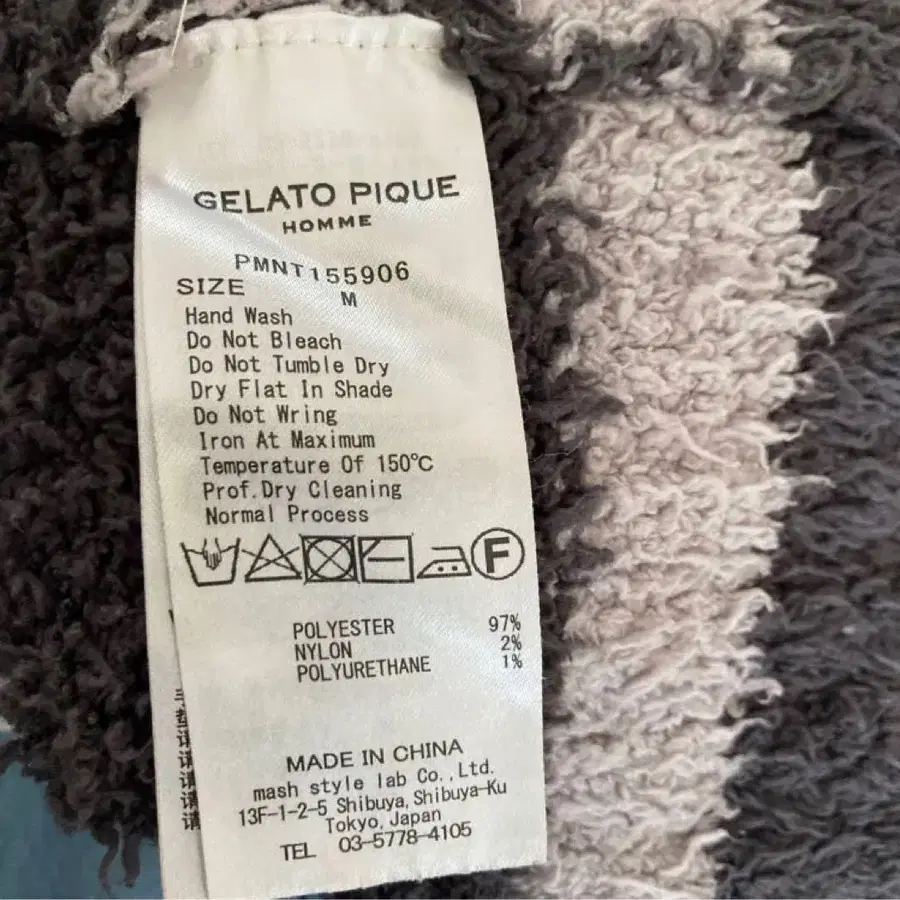 GELATO PIQUE
HOMME
PMNT155906
SIZE
M
Hand Wash
Do Not Bleach
Do Not Tumble Dry
Dry Flat In Shade
Do Not Wring
Iron At Maximum
Temperature Of 150℃
Prof.Dry Cleaning
Normal Process
F
POLYESTER 97%
NYLON 2%
POLYURETHANE 1%
MADE IN CHINA
mash style lab Co.,Ltd.
13F-1-2-5 Shibuya,Shibuya-Ku
Tokyo,Japan
TEL 03-5778-4105